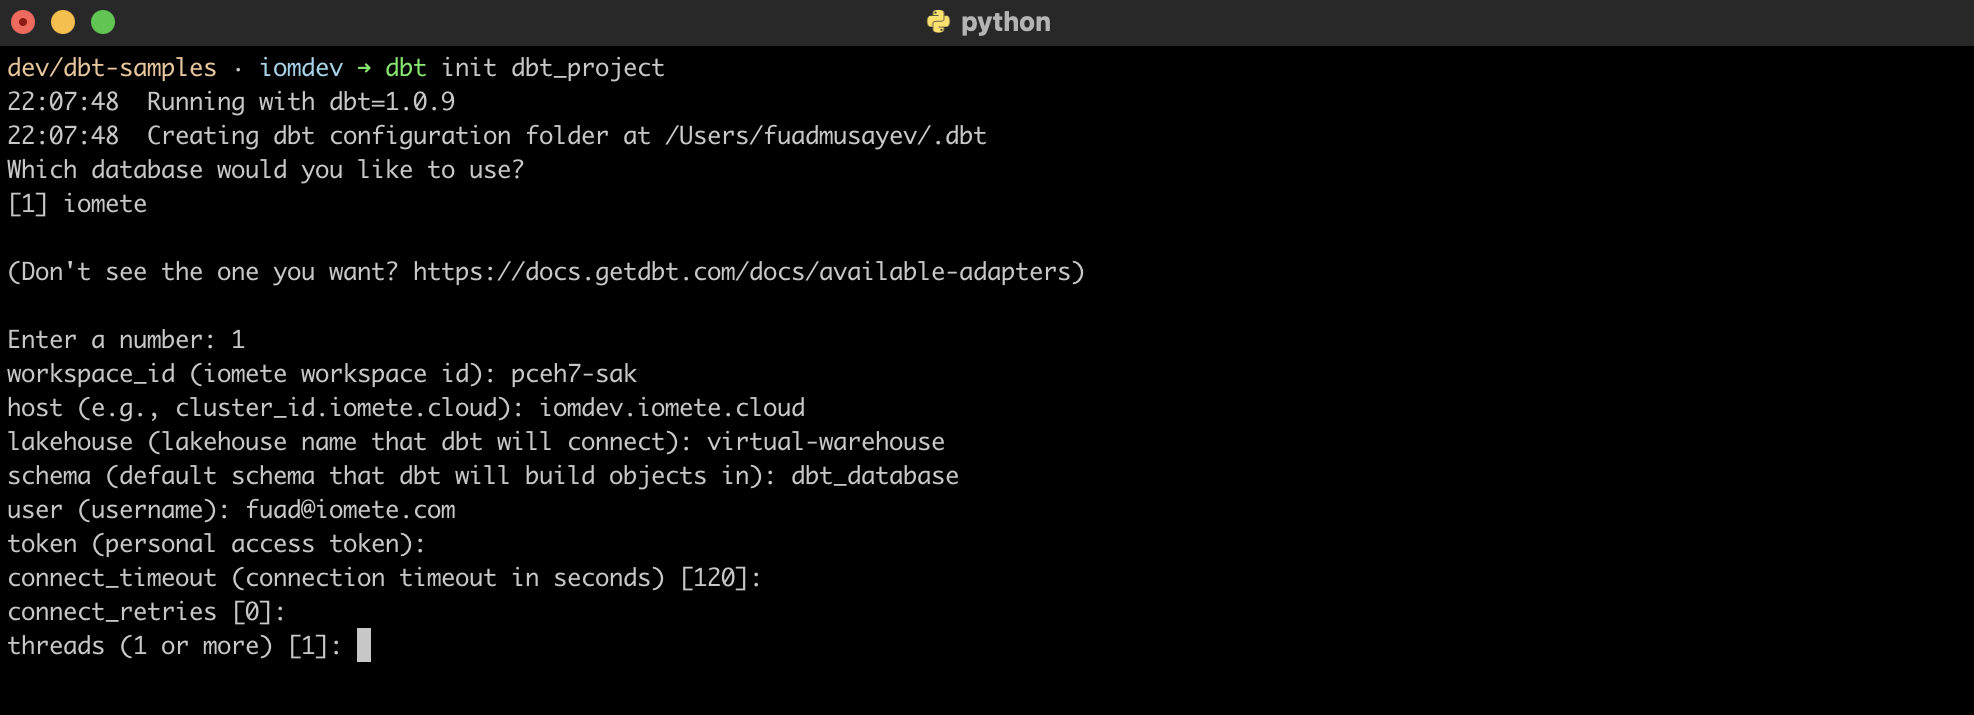 python
dev/dbt-samples · iomdev → dbt init dbt_project
22:07:48  Running with dbt=1.0.9
22:07:48  Creating dbt configuration folder at /Users/fuadmusayev/.dbt
Which database would you like to use?
[1] iomete
(Don't see the one you want? https://docs.getdbt.com/docs/available-adapters)
Enter a number: 1
workspace_id (iomete workspace id): pceh7-sak
host (e.g., cluster_id.iomete.cloud): iomdev.iomete.cloud
lakehouse (lakehouse name that dbt will connect): virtual-warehouse
schema (default schema that dbt will build objects in): dbt_database
user (username): fuad@iomete.com
token (personal access token):
connect_timeout (connection timeout in seconds) [120]:
connect_retries [0]:
threads (1 or more) [1]: